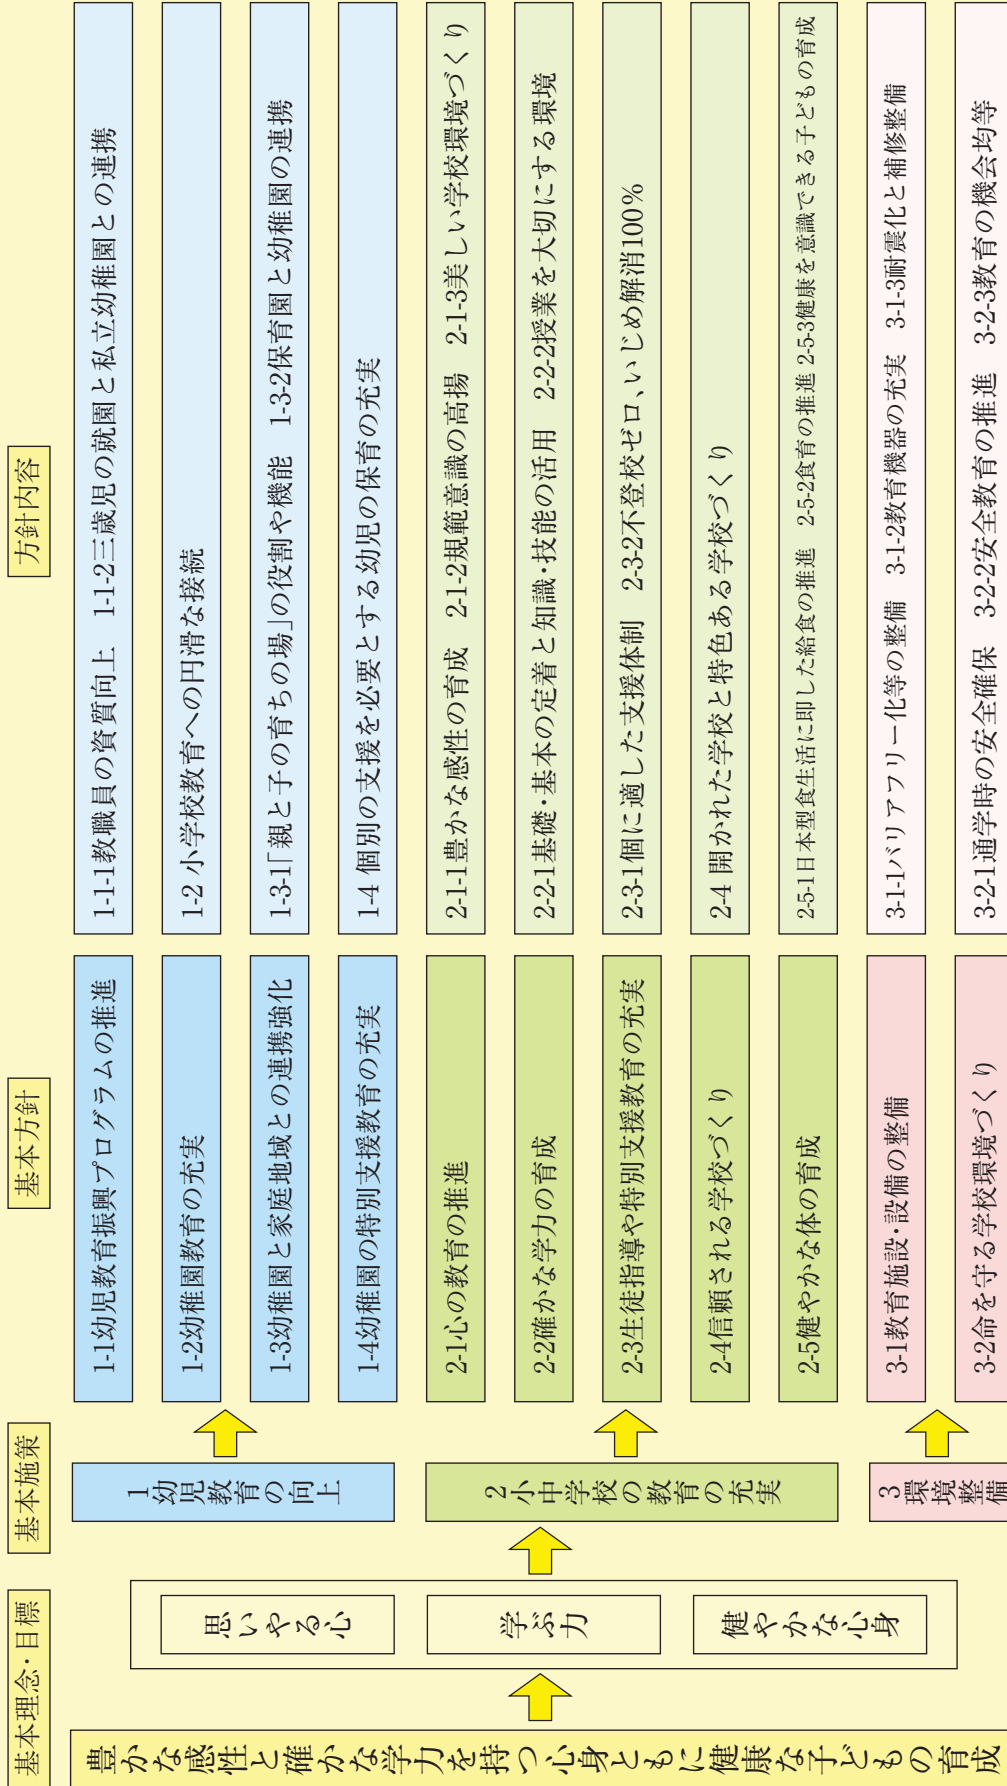 基本理念・目標
基本施策
基本方針
方針内容
豊かな感性と確かな学力を持つ心身ともに健康な子どもの育成
思いやる心
学ぶ力
健やかな心身
1
幼児教育の向上
1-1幼児教育振興プログラムの推進
1-1-1教職員の資質向上 1-1-2三歳児の就園と私立幼稚園との連携
1-2幼稚園教育の充実
1-2 小学校教育への円滑な接続
1-3幼稚園と家庭地域との連携強化
1-3-1「親と子の育ちの場」の役割や機能 1-3-2保育園と幼稚園の連携
1-4幼稚園の特別支援教育の充実
1-4 個別の支援を必要とする幼児の保育の充実
2
小中学校の教育の充実
2-1心の教育の推進
2-1-1豊かな感性の育成 2-1-2規範意識の高揚 2-1-3美しい学校環境づくり
2-2確かな学力の育成
2-2-1基礎・基本の定着と知識・技能の活用 2-2-2授業を大切にする環境
2-3生徒指導や特別支援教育の充実
2-3-1個に適した支援体制 2-3-2不登校ゼロ、いじめ解消100%
2-4信頼される学校づくり
2-4 開かれた学校と特色ある学校づくり
2-5健やかな体の育成
2-5-1日本型食生活に即した給食の推進 2-5-2食育の推進 2-5-3健康を意識できる子どもの育成
3
環境整備
3-1教育施設・設備の整備
3-1-1バリアフリー化等の整備 3-1-2教育機器の充実 3-1-3耐震化と補修整備
3-2命を守る学校環境づくり
3-2-1通学時の安全確保 3-2-2安全教育の推進 3-2-3教育の機会均等